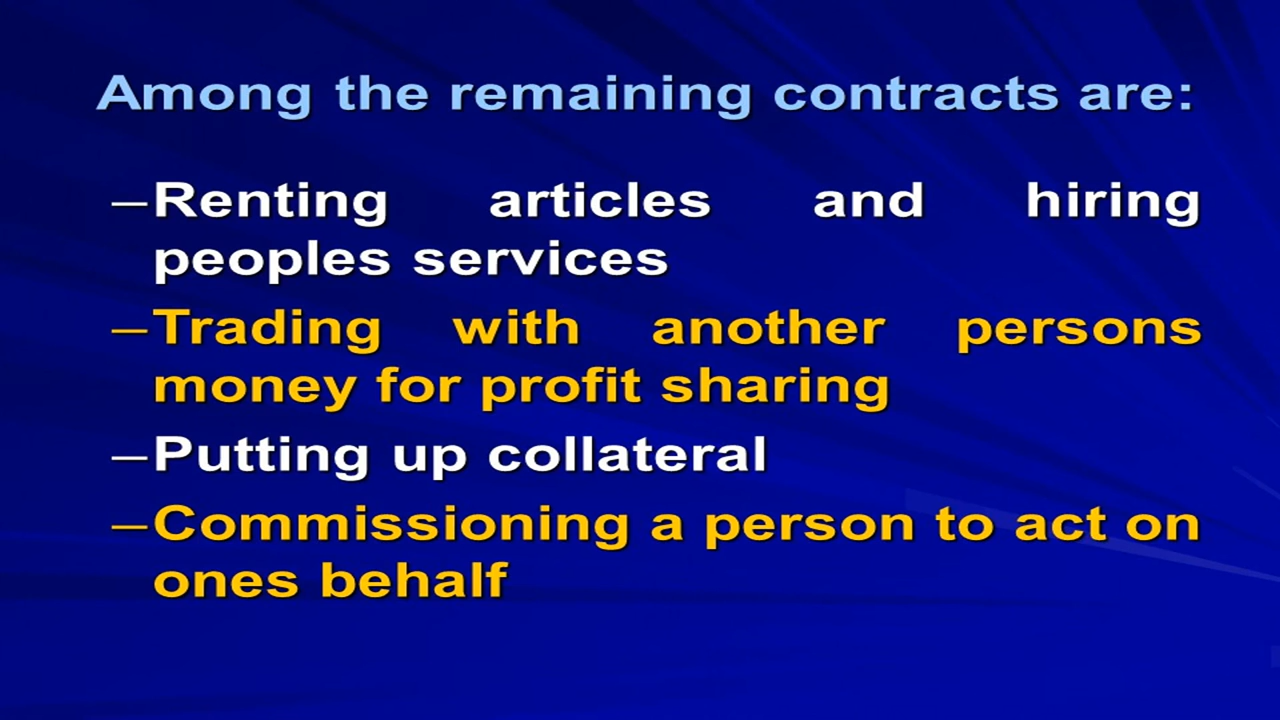 Among the remaining contracts are:
–Renting articles and hiring
peoples services
–Trading with another persons
money for profit sharing
–Putting up collateral
–Commissioning a person to act on
ones behalf